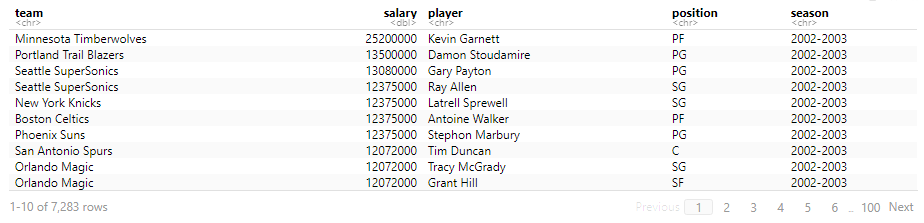 team salary player position season
<chr> <dbl> <chr> <chr> <chr>
Minnesota Timberwolves 25200000 Kevin Garnett PF 2002-2003
Portland Trail Blazers 13500000 Damon Stoudamire PG 2002-2003
Seattle SuperSonics 13080000 Gary Payton PG 2002-2003
Seattle SuperSonics 12375000 Ray Allen SG 2002-2003
New York Knicks 12375000 Latrell Sprewell SG 2002-2003
Boston Celtics 12375000 Antoine Walker PF 2002-2003
Phoenix Suns 12375000 Stephon Marbury PG 2002-2003
San Antonio Spurs 12072000 Tim Duncan C 2002-2003
Orlando Magic 12072000 Tracy McGrady SG 2002-2003
Orlando Magic 12072000 Grant Hill SF 2002-2003
1-10 of 7,283 rows Previous 1 2 3 4 5 6 ... 100 Next